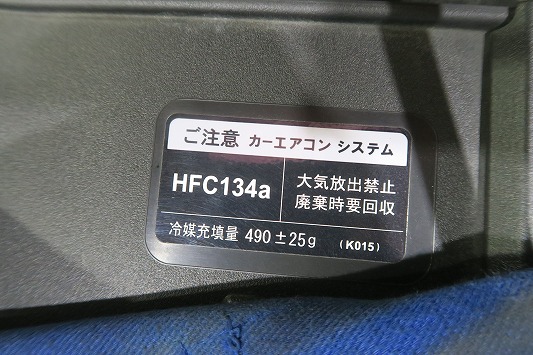 ご注意 カーエアコン システム
HFC134a
大気放出禁止
廃棄時要回収
冷媒充填量 490±25g (K015)